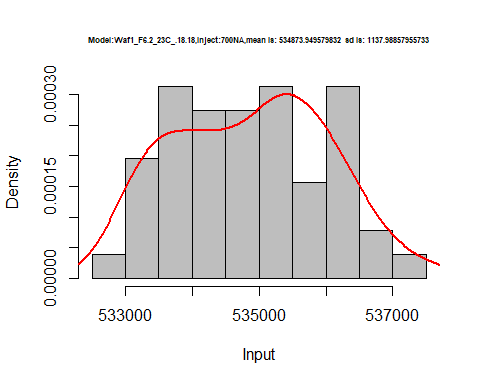 Model:Waf1_F6.2_23C_.18.18,Inject:700NA,mean is: 534873.949579832 sd is: 1137.98857955733
0.00030
0.00015
0.00000
Density
533000 535000 537000
Input